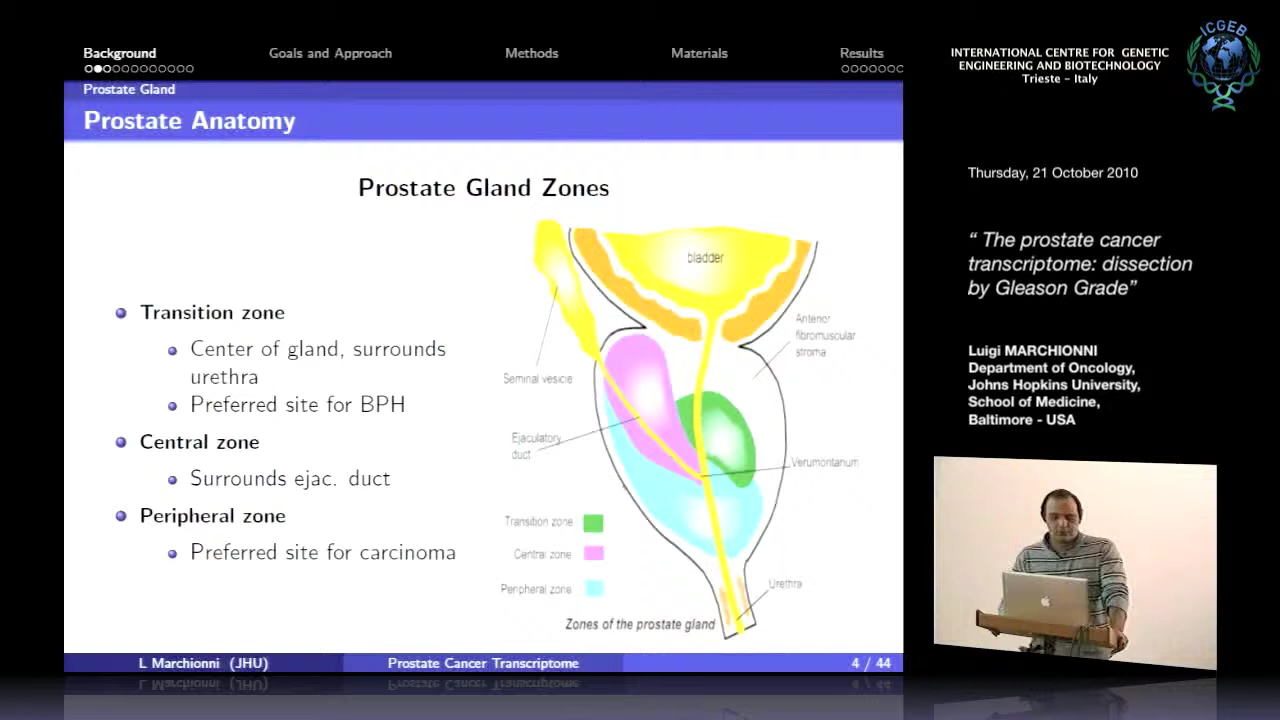 Background
Goals and Approach
Methods
Materials
Results
Prostate Gland
Prostate Anatomy
Prostate Gland Zones
Transition zone
Center of gland, surrounds
urethra
Preferred site for BPH
Central zone
Surrounds ejac. duct
Peripheral zone
Preferred site for carcinoma
bladder
Anterior
fibromuscular
stroma
Seminal vesicle
Ejaculatory
duct
Verumontanum
Transition zone
Central zone
Peripheral zone
Urethra
Zones of the prostate gland
L Marchionni (JHU)
Prostate Cancer Transcriptome
4 / 44
INTERNATIONAL CENTRE FOR GENETIC
ENGINEERING AND BIOTECHNOLOGY
Trieste - Italy
ICGEB
Thursday, 21 October 2010
“ The prostate cancer
transcriptome: dissection
by Gleason Grade”
Luigi MARCHIONNI
Department of Oncology,
Johns Hopkins University,
School of Medicine,
Baltimore - USA